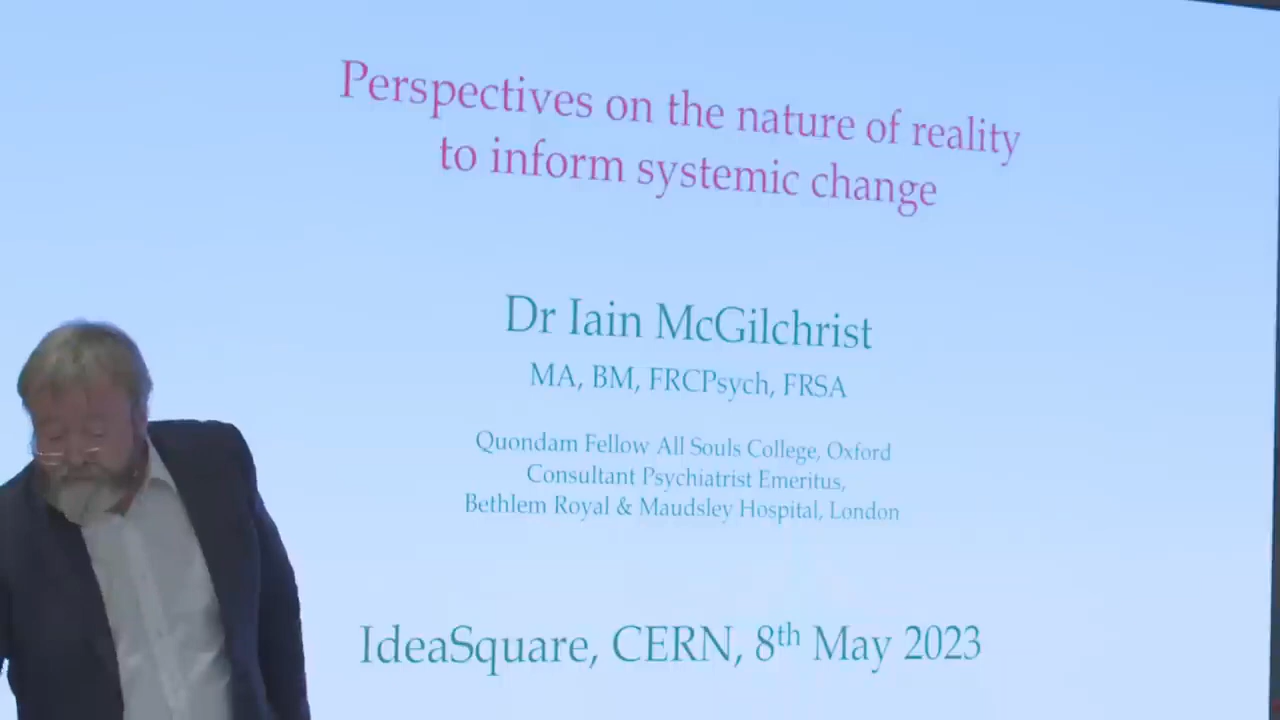 Perspectives on the nature of reality
to inform systemic change
Dr Iain McGilchrist
MA, BM, FRCPsych, FRSA
Quondam Fellow All Souls College, Oxford
Consultant Psychiatrist Emeritus,
Bethlem Royal & Maudsley Hospital, London
IdeaSquare, CERN, 8th May 2023